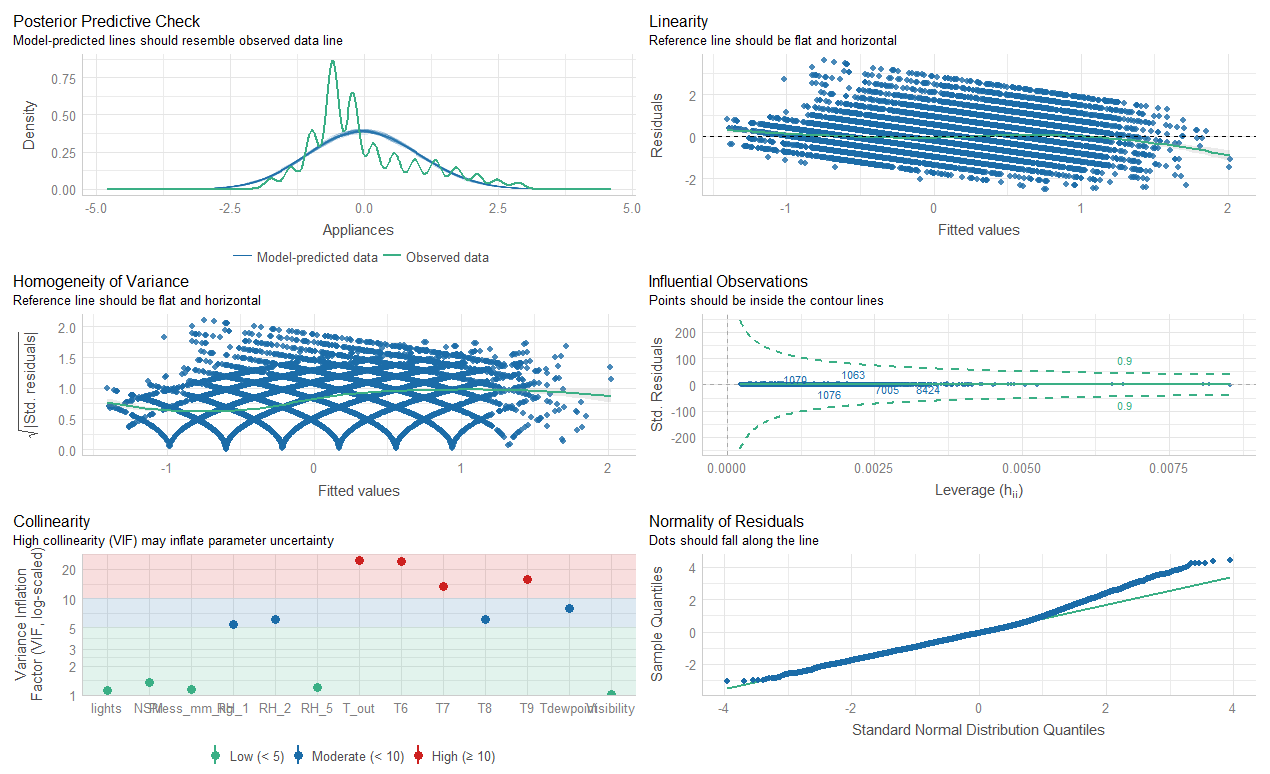 Posterior Predictive Check
Model-predicted lines should resemble observed data line
Density
0.75
0.50
0.25
0.00
-5.0 -2.5 0.0 2.5 5.0
Appliances
Model-predicted data Observed data
Linearity
Reference line should be flat and horizontal
Residuals
2
0
-2
-1 0 1 2
Fitted values
Homogeneity of Variance
Reference line should be flat and horizontal
√|Std. residuals|
2.0
1.5
1.0
0.5
0.0
-1 0 1 2
Fitted values
Influential Observations
Points should be inside the contour lines
Std. Residuals
200
100
0
-100
-200
0.9
1070 1063
1076 7005 8424
0.9
0.0000 0.0025 0.0050 0.0075
Leverage (hii)
Collinearity
High collinearity (VIF) may inflate parameter uncertainty
Variance Inflation
Factor (VIF, log-scaled)
20
10
5
3
2
1
lights NSM Press_mm_hg RH_1 RH_2 RH_5 T_out T6 T7 T8 T9 Tdewpoint Visibility
Low (< 5) Moderate (< 10) High (≥ 10)
Normality of Residuals
Dots should fall along the line
Sample Quantiles
4
2
0
-2
-4 -2 0 2 4
Standard Normal Distribution Quantiles